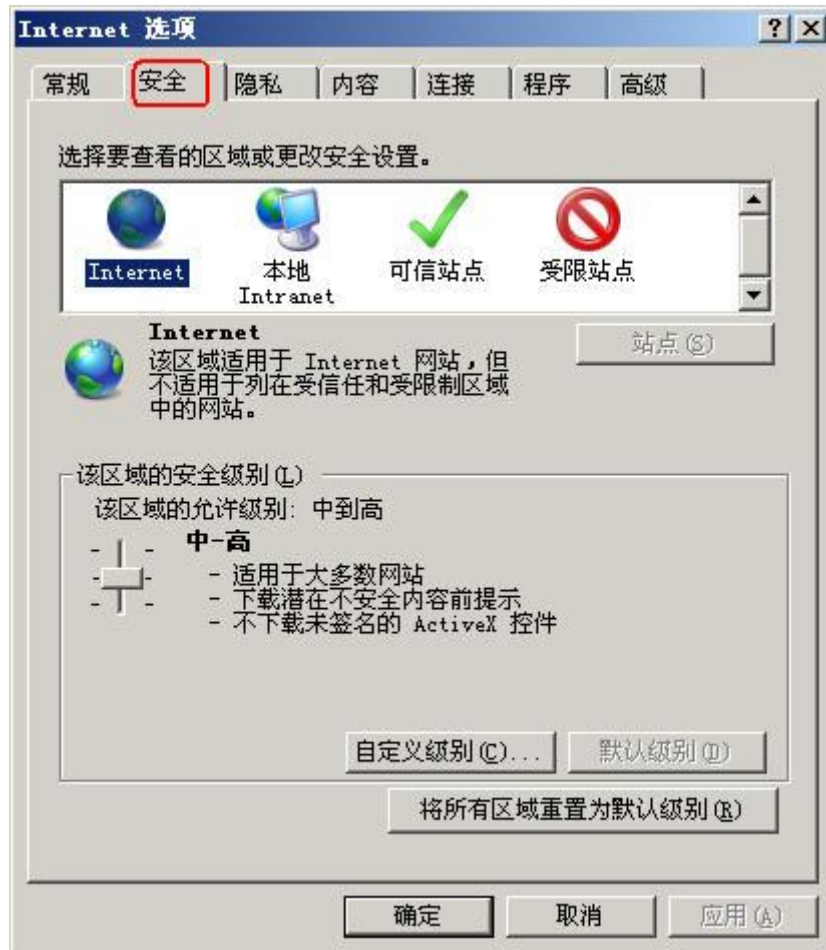 Internet 选项
常规 安全 隐私 内容 连接 程序 高级
选择要查看的区域或更改安全设置。
Internet 本地 Intranet 可信站点 受限站点
Internet
站点(S)
该区域适用于 Internet 网站，但
不适用于列在受信任和受限制区域
中的网站。
该区域的安全级别(L)
该区域的允许级别: 中到高
中-高
- 适用于大多数网站
- 下载潜在不安全内容前提示
- 不下载未签名的 ActiveX 控件
自定义级别(C)... 默认级别(D)
将所有区域重置为默认级别(R)
确定 取消 应用(A)